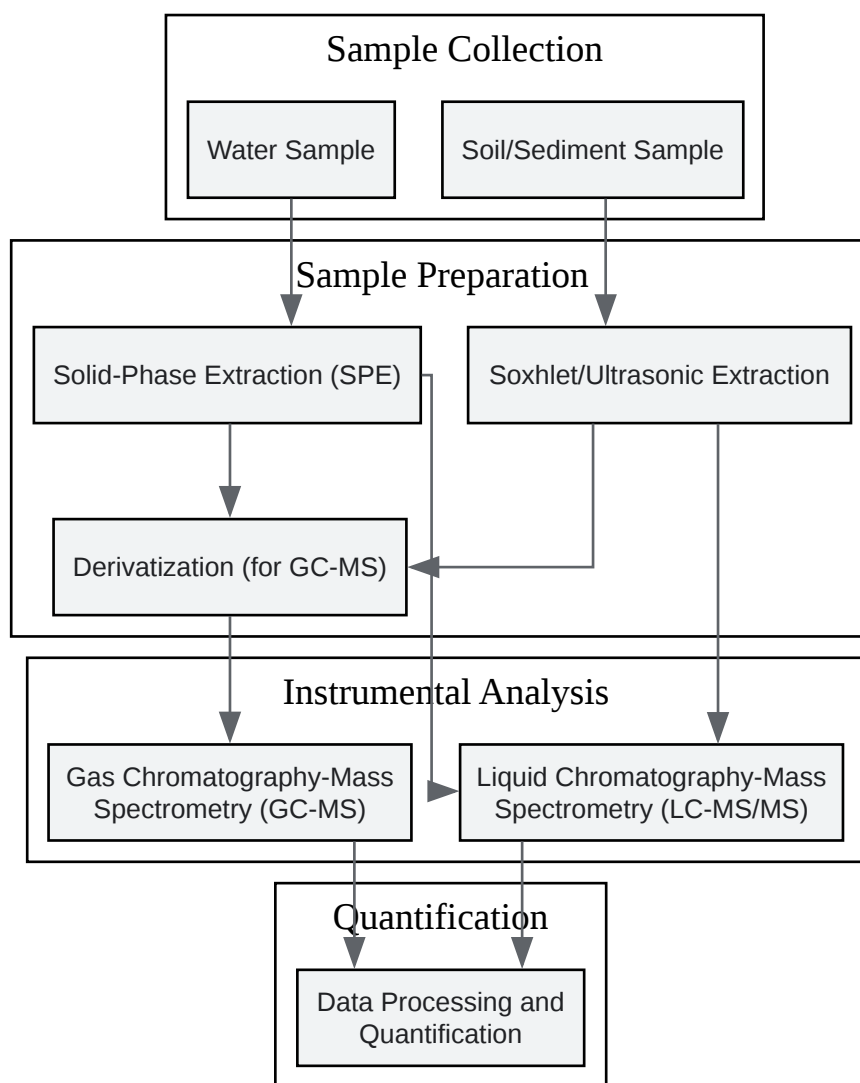 Sample Collection
Water Sample
Soil/Sediment Sample
Sample Preparation
Solid-Phase Extraction (SPE)
Soxhlet/Ultrasonic Extraction
Derivatization (for GC-MS)
Instrumental Analysis
Gas Chromatography-Mass
Spectrometry (GC-MS)
Liquid Chromatography-Mass
Spectrometry (LC-MS/MS)
Quantification
Data Processing and
Quantification